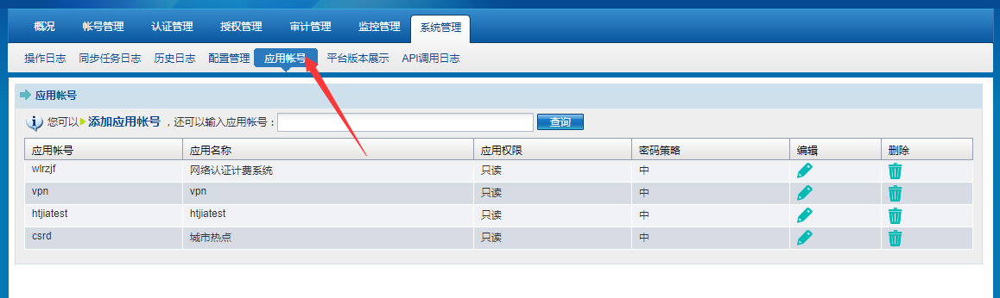 概况 帐号管理 认证管理 授权管理 审计管理 监控管理 系统管理
操作日志 同步任务日志 历史日志 配置管理 应用帐号 平台版本展示 API调用日志
应用帐号
您可以 添加应用帐号 ，还可以输入应用帐号： 查询
应用帐号 应用名称 应用权限 密码策略 编辑 删除
wlrzjf 网络认证计费系统 只读 中
vpn vpn 只读 中
htjiatest htjiatest 只读 中
csrd 城市热点 只读 中